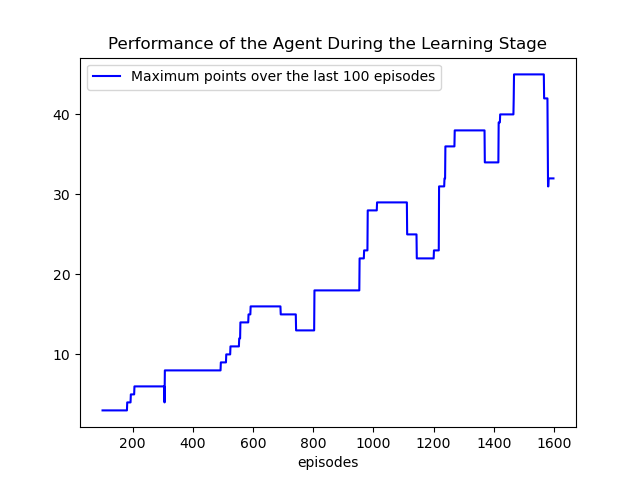 Performance of the Agent During the Learning Stage
Maximum points over the last 100 episodes
40
30
20
10
200 400 600 800 1000 1200 1400 1600
episodes